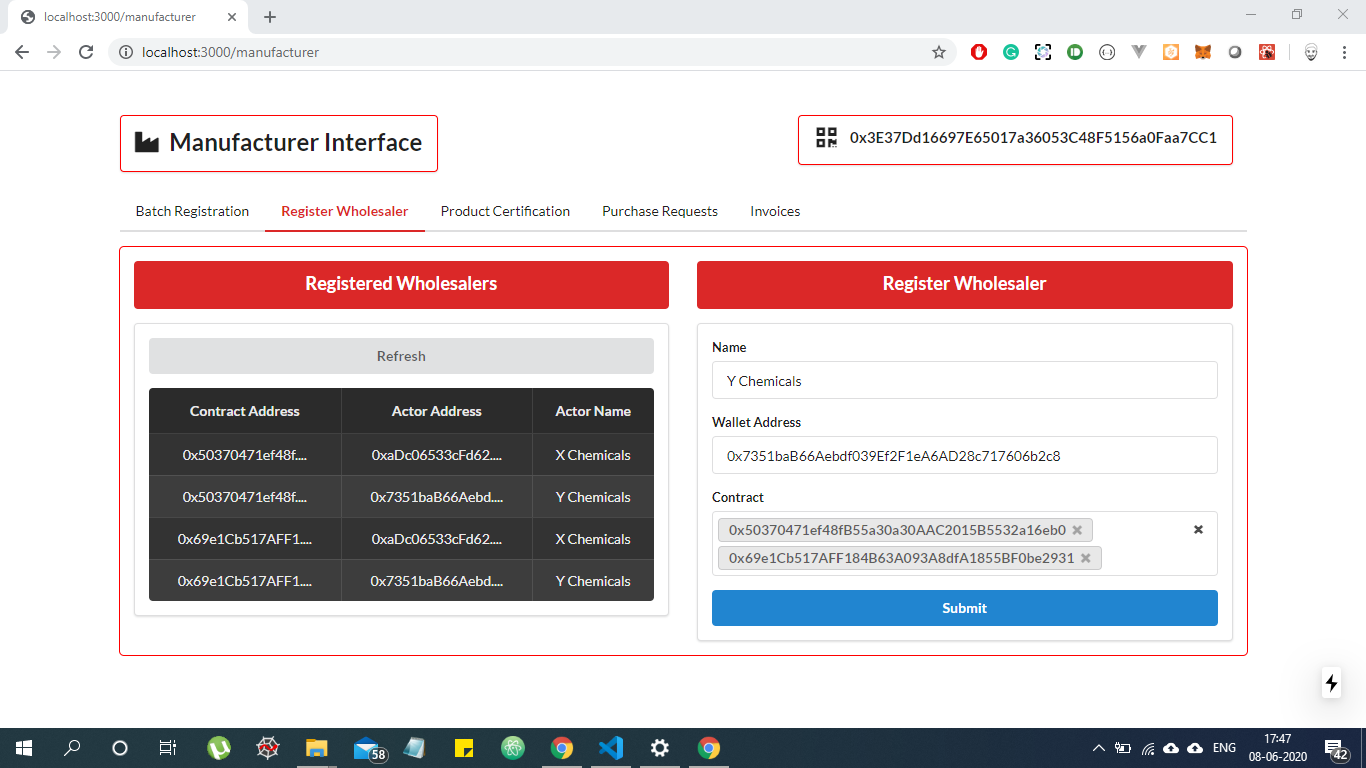 localhost:3000/manufacturer
localhost:3000/manufacturer
Manufacturer Interface
0x3E37Dd16697E65017a36053C48F5156a0Faa7CC1
Batch Registration Register Wholesaler Product Certification Purchase Requests Invoices
Registered Wholesalers
Refresh
Contract Address Actor Address Actor Name
0x50370471ef48f.... 0xaDc06533cFd62.... X Chemicals
0x50370471ef48f.... 0x7351baB66Aebd.... Y Chemicals
0x69e1Cb517AFF1.... 0xaDc06533cFd62.... X Chemicals
0x69e1Cb517AFF1.... 0x7351baB66Aebd.... Y Chemicals
Register Wholesaler
Name
Y Chemicals
Wallet Address
0x7351baB66Aebdf039Ef2F1eA6AD28c717606b2c8
Contract
0x50370471ef48fB55a30a30AAC2015B5532a16eb0
0x69e1Cb517AFF184B63A093A8dfA1855BF0be2931
Submit
58
ENG
17:47
08-06-2020
42